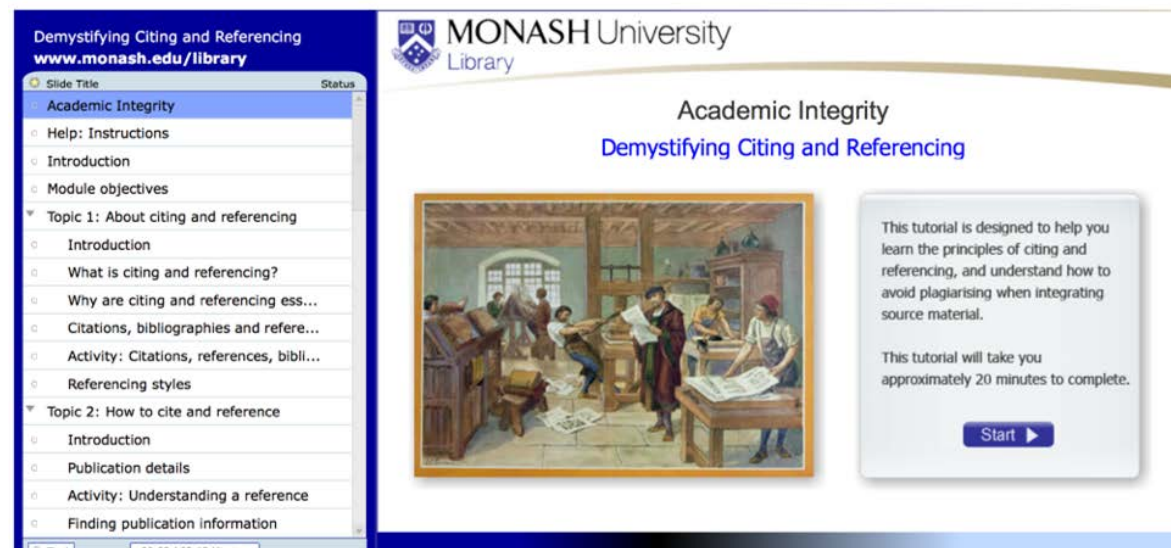 Demystifying Citing and Referencing
www.monash.edu/library
Slide Title Status
Academic Integrity
Help: Instructions
Introduction
Module objectives
Topic 1: About citing and referencing
Introduction
What is citing and referencing?
Why are citing and referencing ess...
Citations, bibliographies and refere...
Activity: Citations, references, bibli...
Referencing styles
Topic 2: How to cite and reference
Introduction
Publication details
Activity: Understanding a reference
Finding publication information
MONASH University
Library
Academic Integrity
Demystifying Citing and Referencing
This tutorial is designed to help you
learn the principles of citing and
referencing, and understand how to
avoid plagiarising when integrating
source material.
This tutorial will take you
approximately 20 minutes to complete.
Start